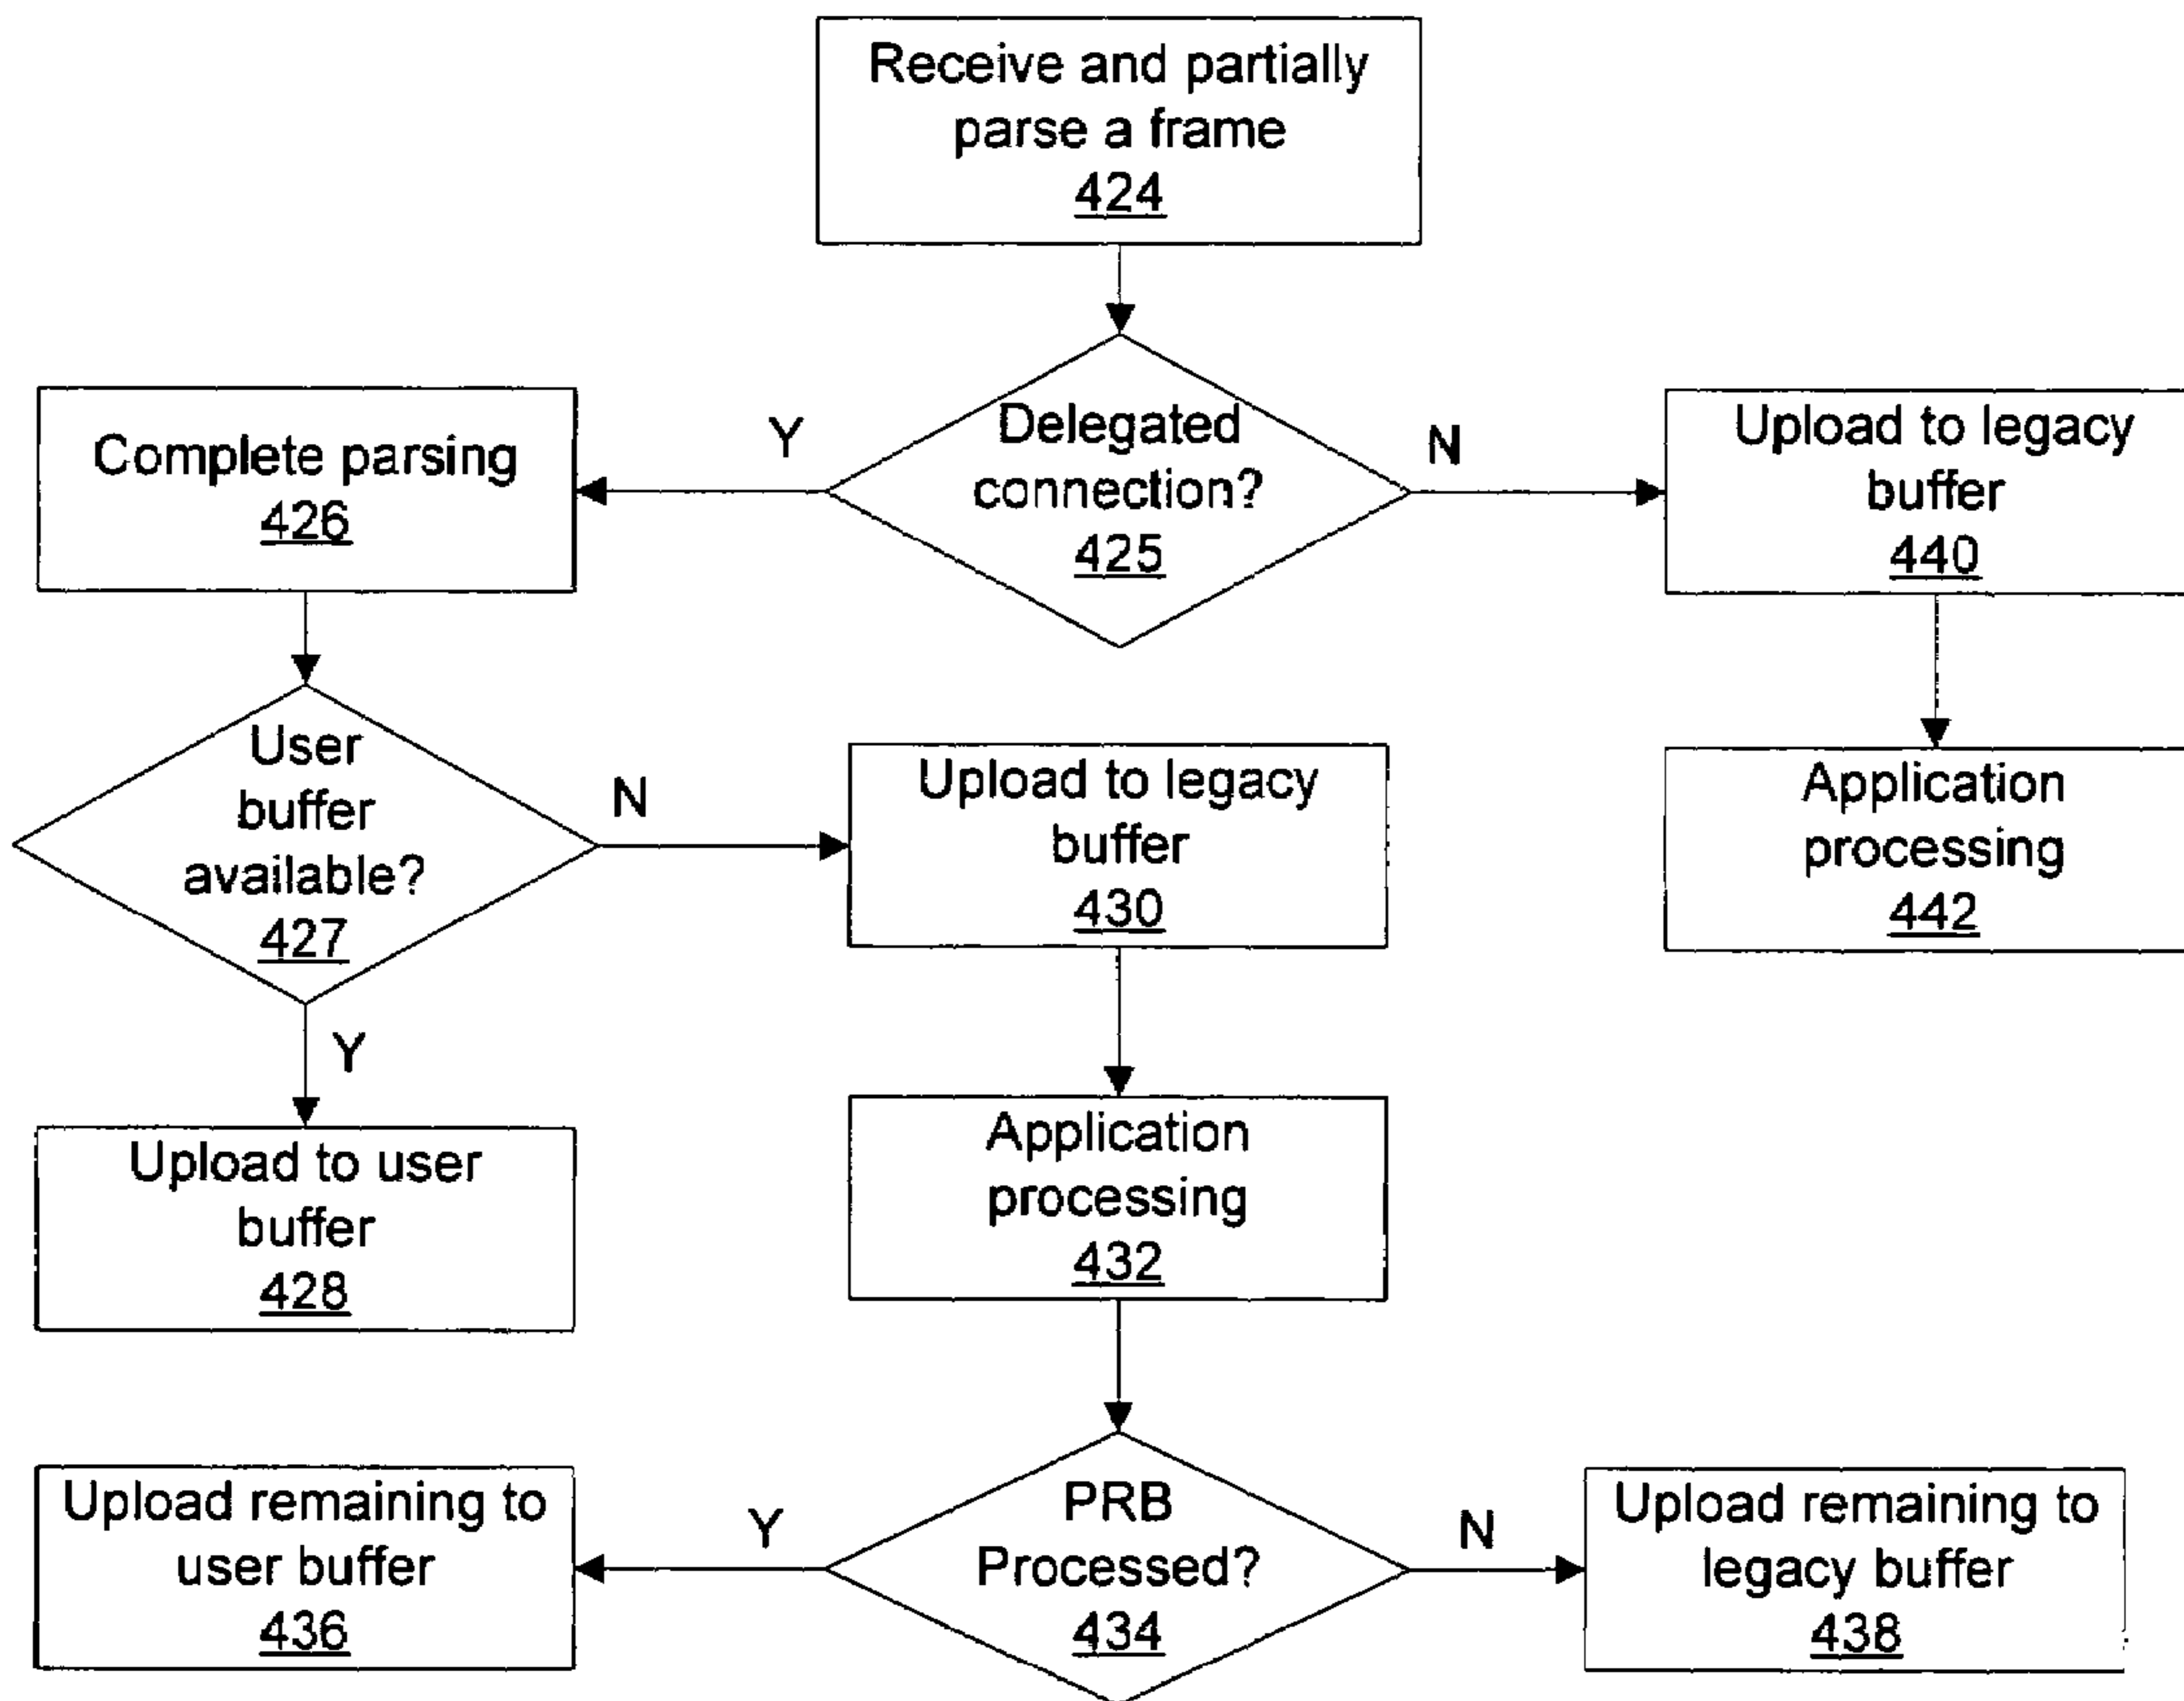 Receive and partially
parse a frame
424
Delegated
connection?
425
Y
N
Complete parsing
426
Upload to legacy
buffer
440
User
buffer
available?
427
N
Y
Upload to legacy
buffer
430
Application
processing
442
Upload to user
buffer
428
Application
processing
432
PRB
Processed?
434
Y
N
Upload remaining to
user buffer
436
Upload remaining to
legacy buffer
438